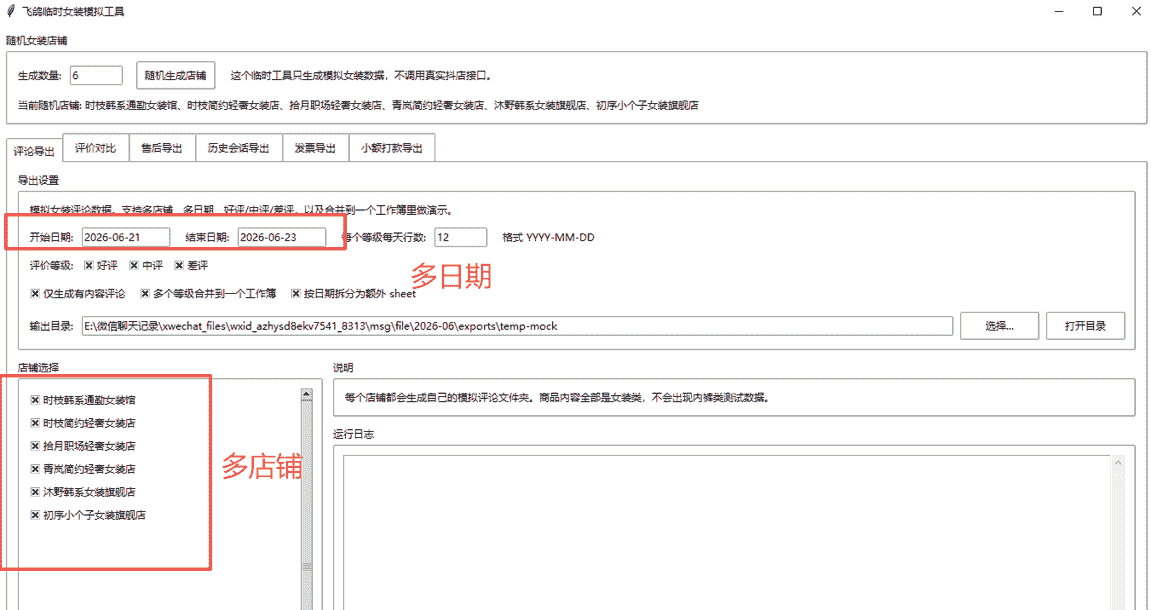 飞鸽临时女装模拟工具
随机女装店铺
生成数量: 6 随机生成店铺 这个临时工具只生成模拟女装数据，不调用真实抖店接口。
当前随机店铺: 时枝韩系通勤女装馆、时枝简约轻奢女装店、拾月职场轻奢女装店、青岚简约轻奢女装店、沐野韩系女装旗舰店、初序小个子女装旗舰店
评论导出 评价对比 售后导出 历史会话导出 发票导出 小额打款导出
导出设置
模拟女装评论数据，支持多店铺、多日期、好评/中评/差评，以及合并到一个工作簿里做演示。
开始日期: 2026-06-21 结束日期: 2026-06-23 每个等级每天行数: 12 格式 YYYY-MM-DD
评价等级: 好评 中评 差评
多日期
仅生成有内容评论 多个等级合并到一个工作簿 按日期拆分为额外 sheet
输出目录: E:\微信聊天记录\xwechat_files\wxid_azhysd8ekv7541_8313\msg\file\2026-06\exports\temp-mock 选择... 打开目录
店铺选择 说明
时枝韩系通勤女装馆 每个店铺都会生成自己的模拟评论文件夹。商品内容全部是女装类，不会出现内裤类测试数据。
时枝简约轻奢女装店
运行日志
拾月职场轻奢女装店
多店铺
青岚简约轻奢女装店
沐野韩系女装旗舰店
初序小个子女装旗舰店